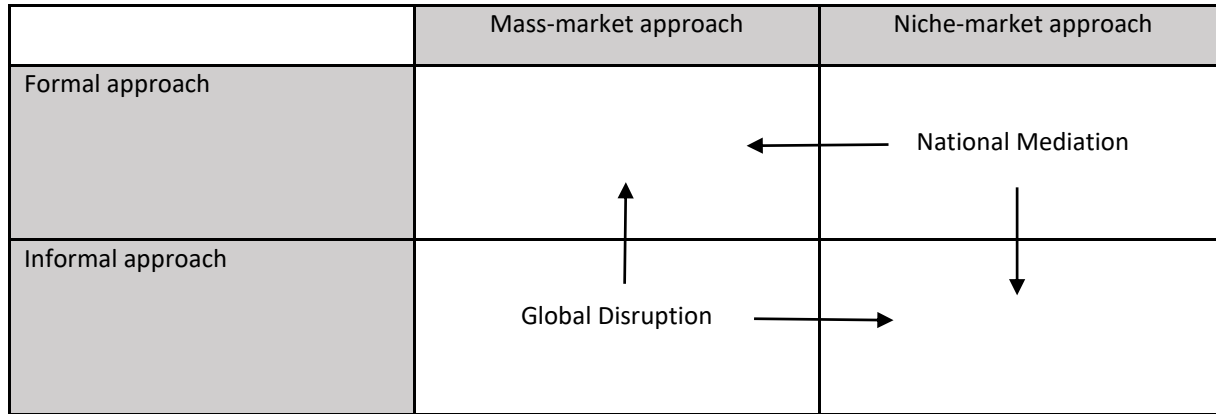 Mass-market approach
Niche-market approach
Formal approach
National Mediation
Informal approach
Global Disruption